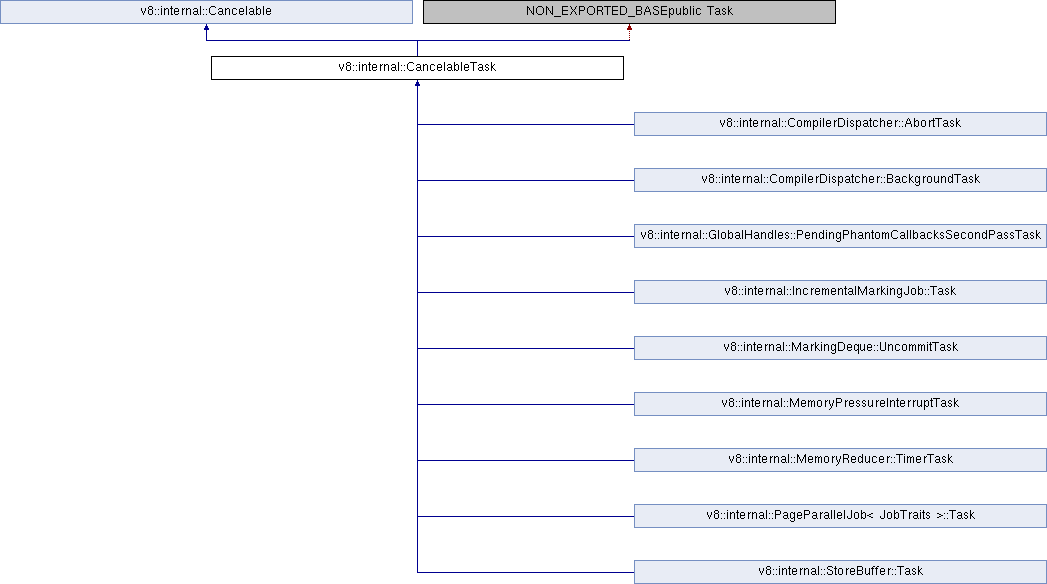 v8::internal::Cancelable
NON_EXPORTED_BASEpublic Task
v8::internal::CancelableTask
v8::internal::CompilerDispatcher::AbortTask
v8::internal::CompilerDispatcher::BackgroundTask
v8::internal::GlobalHandles::PendingPhantomCallbacksSecondPassTask
v8::internal::IncrementalMarkingJob::Task
v8::internal::MarkingDeque::UncommitTask
v8::internal::MemoryPressureInterruptTask
v8::internal::MemoryReducer::TimerTask
v8::internal::PageParallelJob< JobTraits >::Task
v8::internal::StoreBuffer::Task